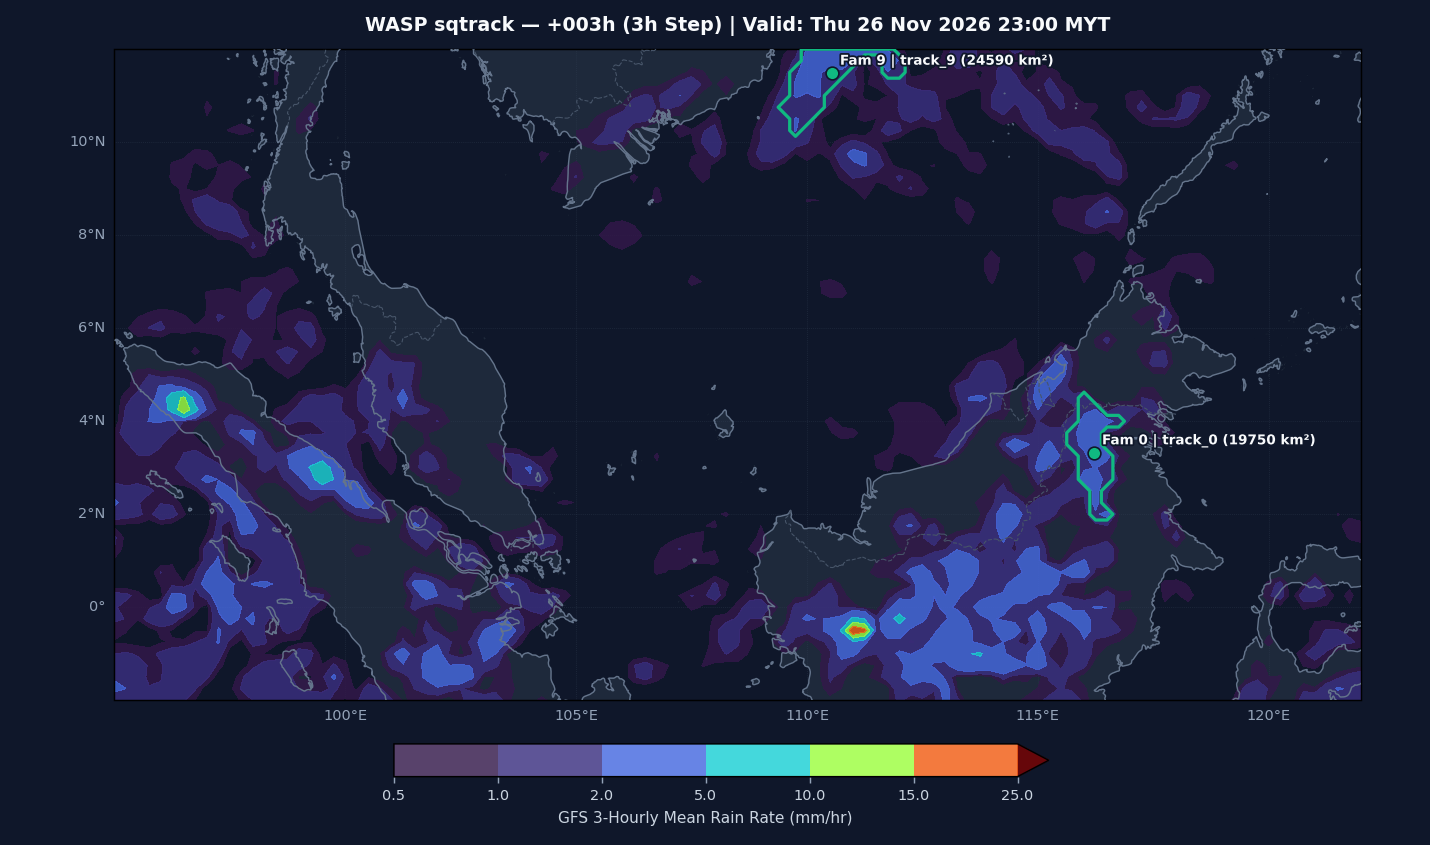 WASP sqtrack — +003h (3h Step) | Valid: Thu 26 Nov 2026 23:00 MYT
Fam 9 | track_9 (24590 km²)
10°N
8°N
6°N
4°N
Fam 0 | track_0 (19750 km²)
2°N
0°
100°E
105°E
110°E
115°E
120°E
0.5
1.0
2.0
5.0
10.0
15.0
25.0
GFS 3-Hourly Mean Rain Rate (mm/hr)